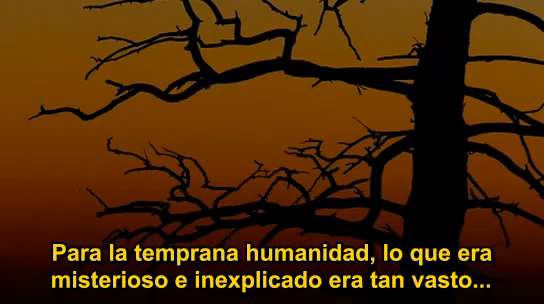 Para la temprana humanidad, lo que era
misterioso e inexplicado era tan vasto...